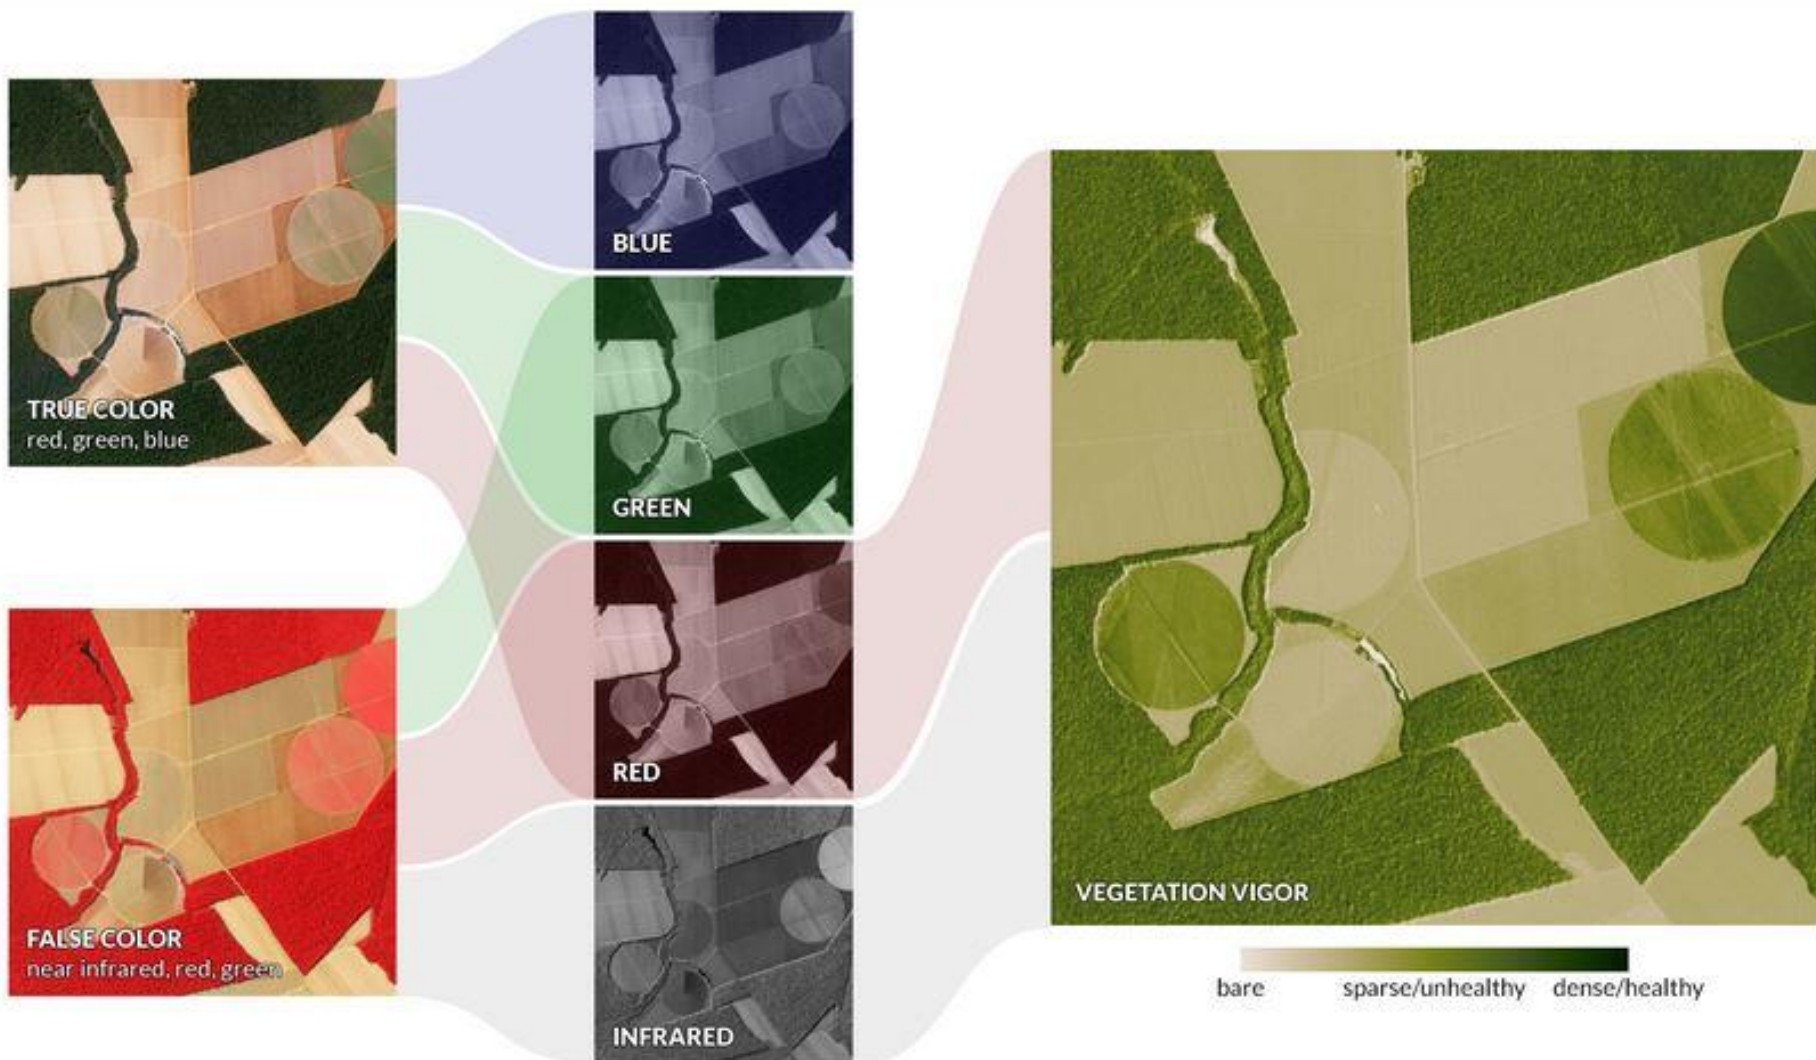 TRUE COLOR
red, green, blue
FALSE COLOR
near infrared, red, green
BLUE
GREEN
RED
INFRARED
VEGETATION VIGOR
bare
sparse/unhealthy
dense/healthy